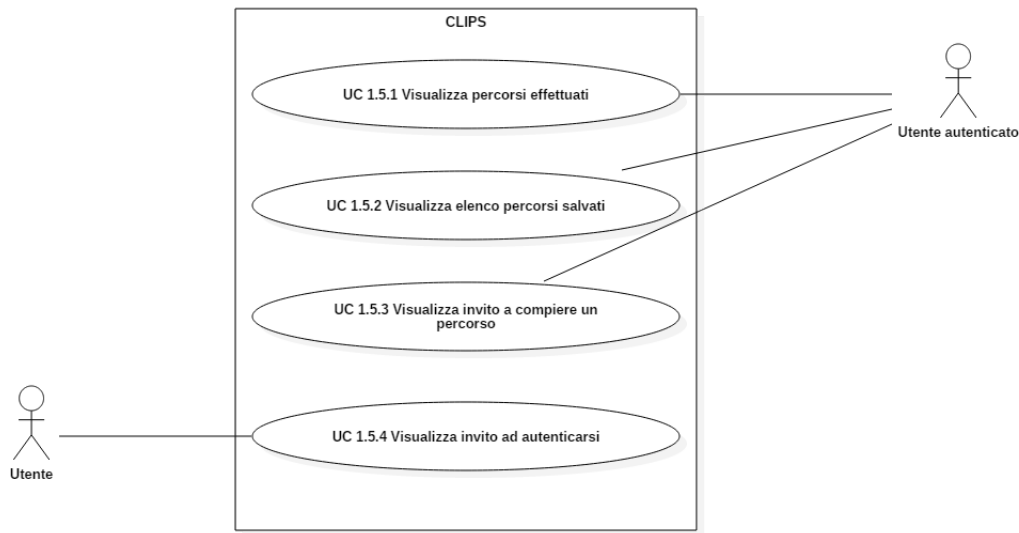 CLIPS
UC 1.5.1 Visualizza percorsi effettuati
Utente autenticato
UC 1.5.2 Visualizza elenco percorsi salvati
UC 1.5.3 Visualizza invito a compiere un
percorso
UC 1.5.4 Visualizza invito ad autenticarsi
Utente